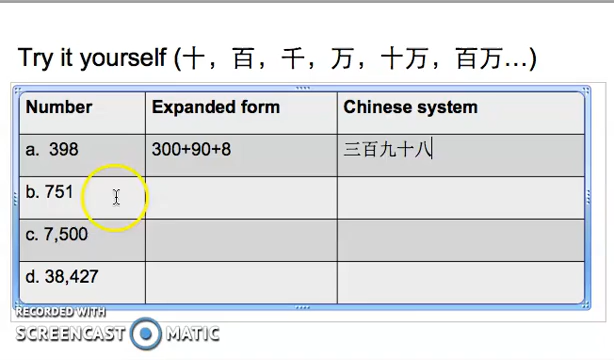 Try it yourself (十，百，千，万，十万，百万…)
Number Expanded form Chinese system
a. 398 300+90+8 三百九十八
b. 751
c. 7,500
d. 38,427
RECORDED WITH
SCREENCAST MATIC